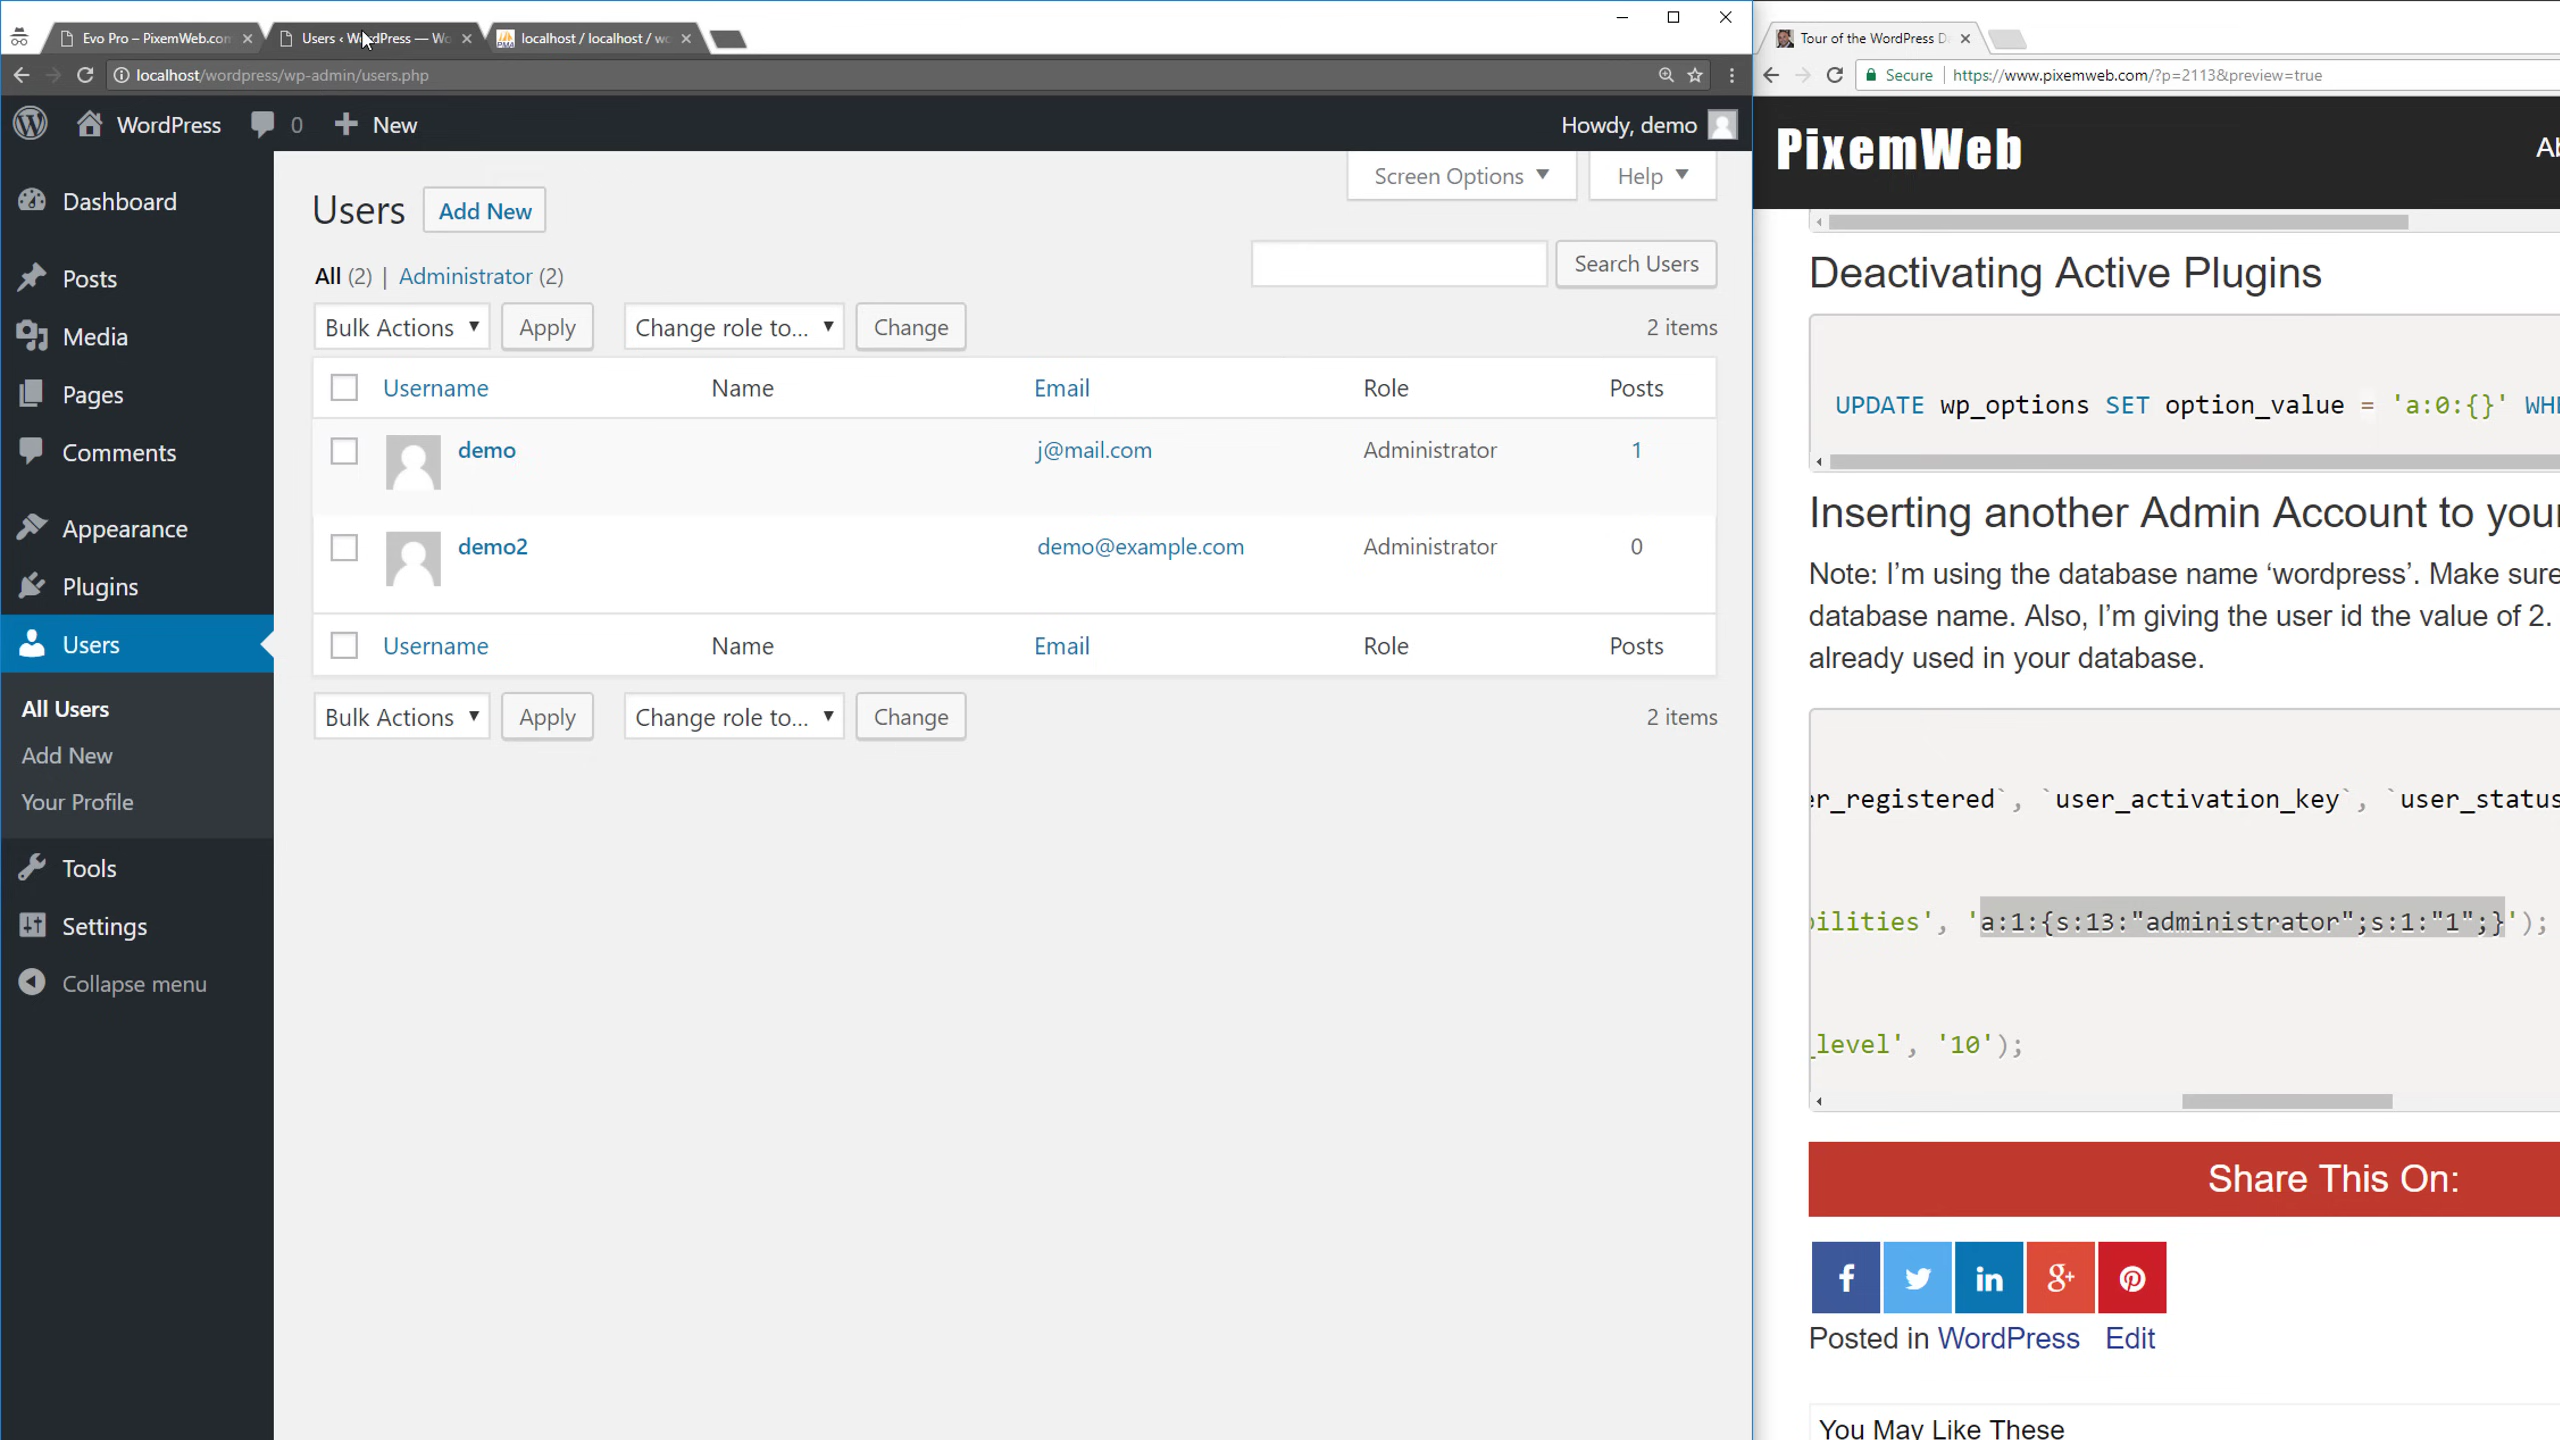 Evo Pro – PixemWeb.com
Users ‹ WordPress — Wo
localhost / localhost / wo
localhost/wordpress/wp-admin/users.php
WordPress 0 New
Howdy, demo
Dashboard
Posts
Media
Pages
Comments
Appearance
Plugins
Users
All Users
Add New
Your Profile
Tools
Settings
Collapse menu
Screen Options
Help
Users Add New
All (2) | Administrator (2)
Search Users
Bulk Actions Apply Change role to... Change 2 items
Username Name Email Role Posts
demo j@mail.com Administrator 1
demo2 demo@example.com Administrator 0
Username Name Email Role Posts
Bulk Actions Apply Change role to... Change 2 items
Tour of the WordPress D
Secure https://www.pixemweb.com/?p=2113&preview=true
PixemWeb Ab
Deactivating Active Plugins
UPDATE wp_options SET option_value = 'a:0:{}' WHE
Inserting another Admin Account to your
Note: I’m using the database name ‘wordpress’. Make sure
database name. Also, I’m giving the user id the value of 2.
already used in your database.
er_registered`, `user_activation_key`, `user_status
bilities', 'a:1:{s:13:"administrator";s:1:"1";}');
_level', '10');
Share This On:
Posted in WordPress Edit
You May Like These